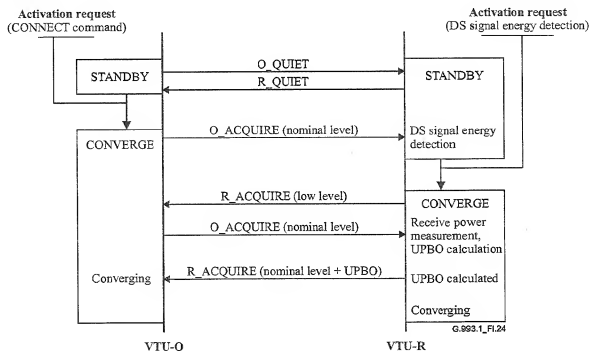 Activation request
(CONNECT command)
Activation request
(DS signal energy detection)
STANDBY
O_QUIET
R_QUIET
STANDBY
CONVERGE
O_ACQUIRE (nominal level)
DS signal energy
detection
R_ACQUIRE (low level)
CONVERGE
O_ACQUIRE (nominal level)
Receive power
measurement,
UPBO calculation
Converging
R_ACQUIRE (nominal level + UPBO)
UPBO calculated
Converging
G.993.1_FI.24
VTU-O
VTU-R